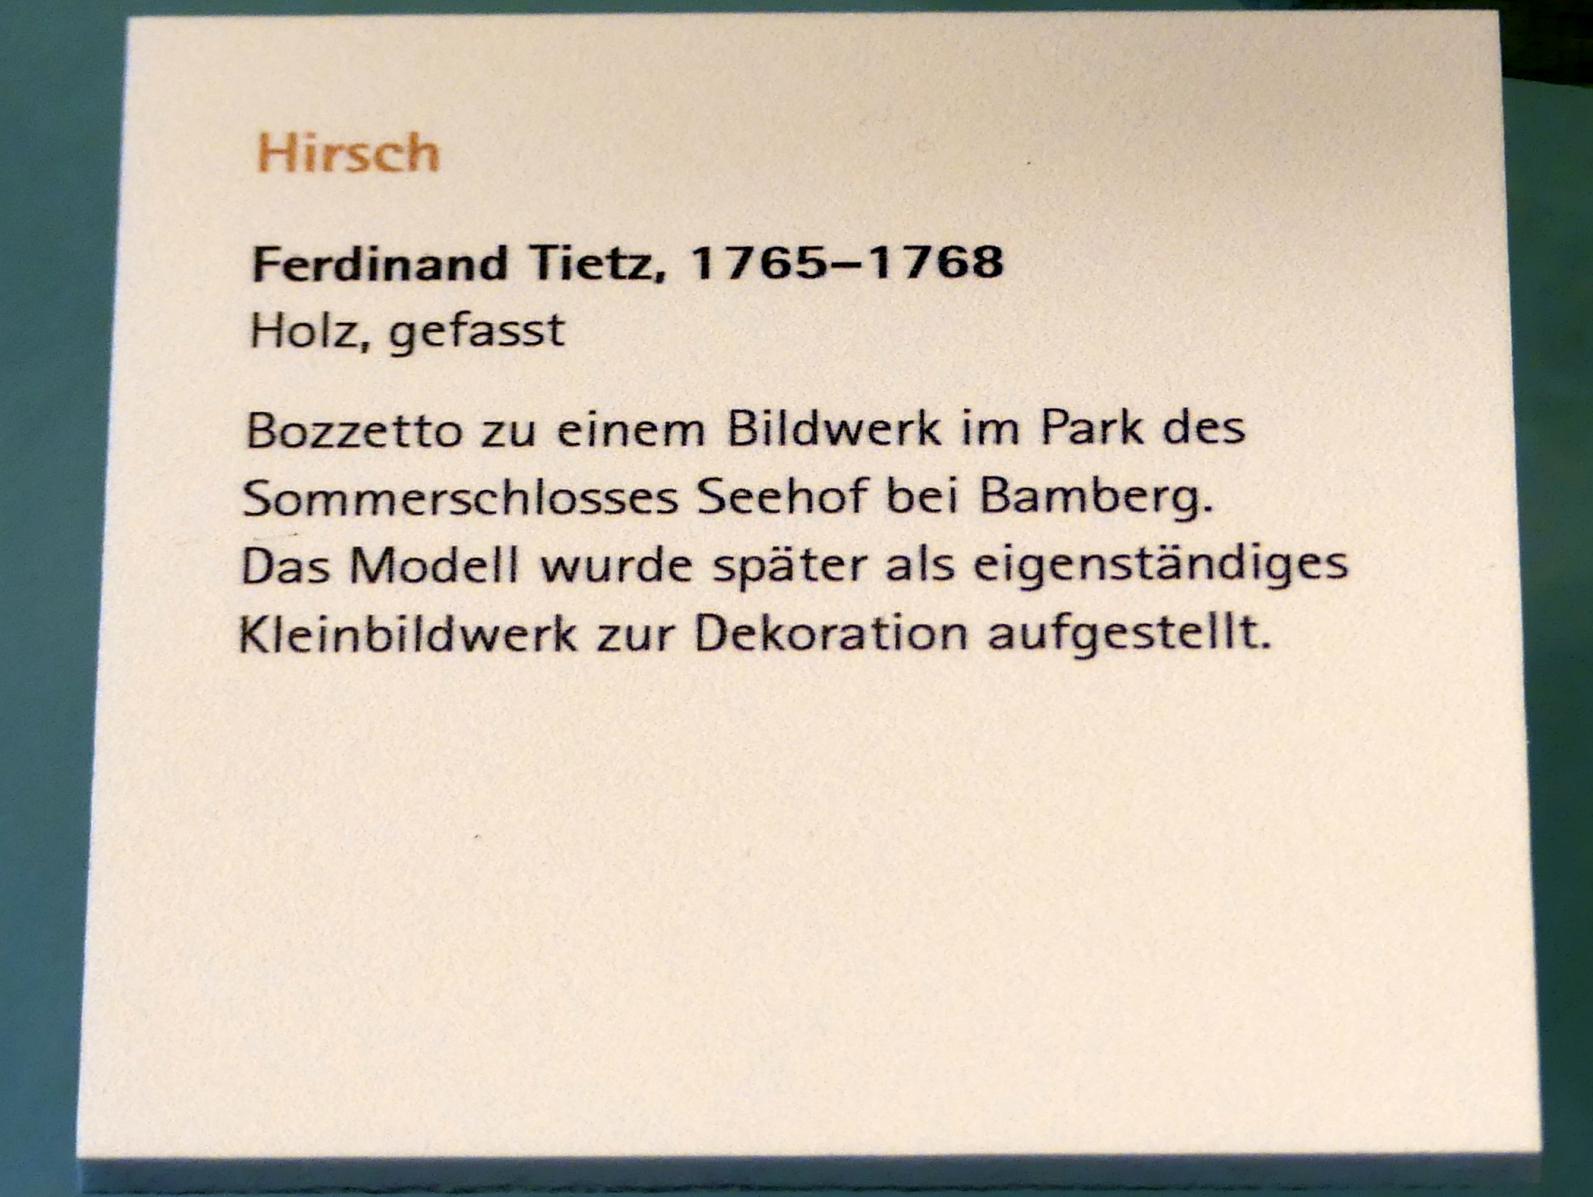 Hirsch
Ferdinand Tietz, 1765–1768
Holz, gefasst
Bozzetto zu einem Bildwerk im Park des
Sommerschlosses Seehof bei Bamberg.
Das Modell wurde später als eigenständiges
Kleinbildwerk zur Dekoration aufgestellt.